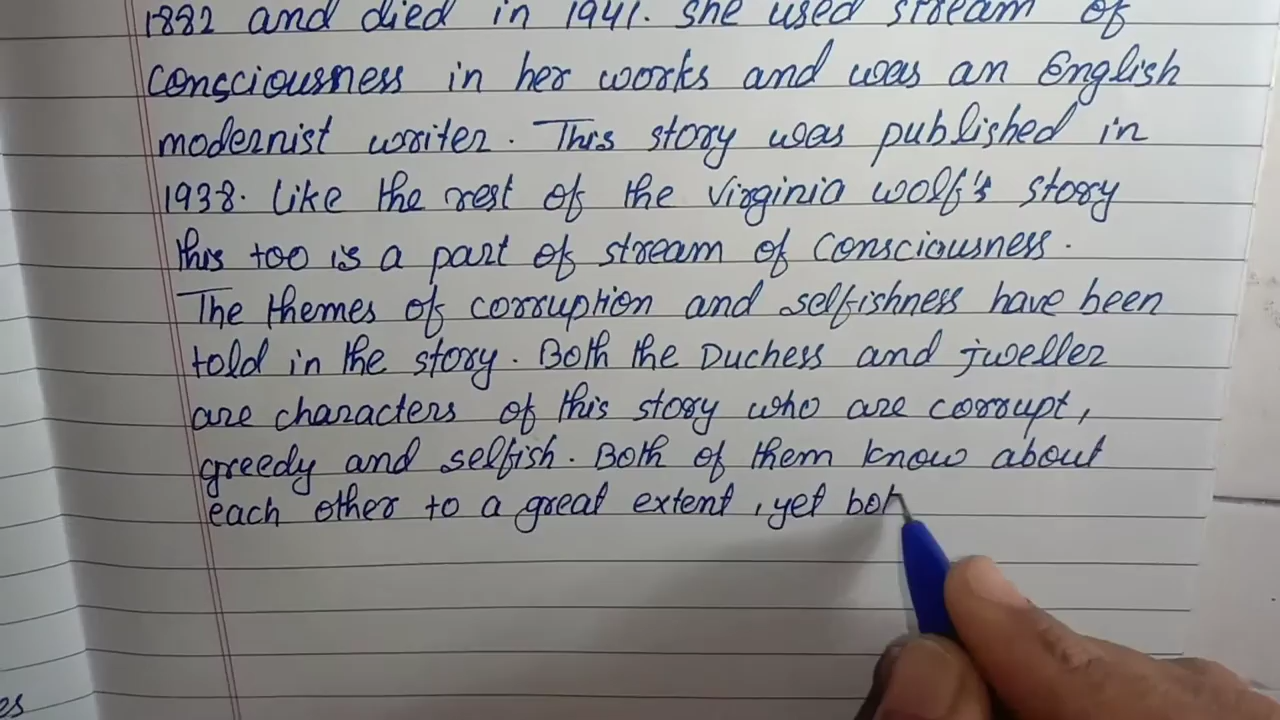 1882 and died in 1941. She used stream of
consciousness in her works and was an English
modernist writer. This story was published in
1938. Like the rest of the Virginia Wolf's story
this too is a part of stream of consciousness.
The themes of corruption and selfishness have been
told in the story. Both the Duchess and jweller
are characters of this story who are corrupt,
greedy and selfish. Both of them know about
each other to a great extent, yet bot
es